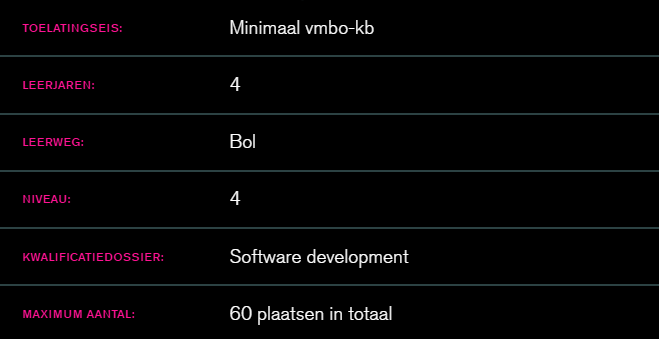 TOELATINGSEIS: Minimaal vmbo-kb
LEERJAREN: 4
LEERWEG: Bol
NIVEAU: 4
KWALIFICATIEDOSSIER: Software development
MAXIMUM AANTAL: 60 plaatsen in totaal